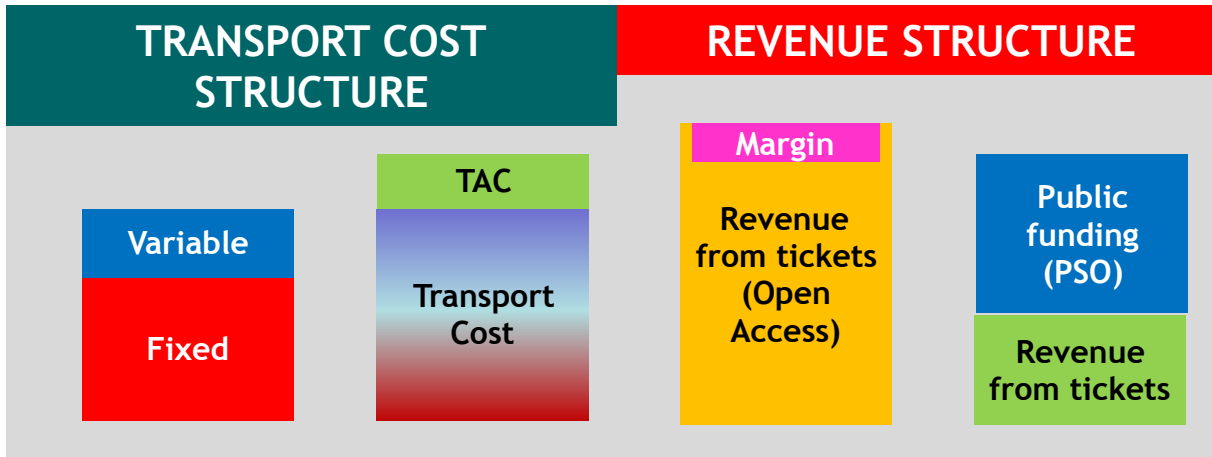 TRANSPORT COST
STRUCTURE
REVENUE STRUCTURE
Variable
Fixed
TAC
Transport
Cost
Margin
Revenue
from tickets
(Open
Access)
Public
funding
(PSO)
Revenue
from tickets